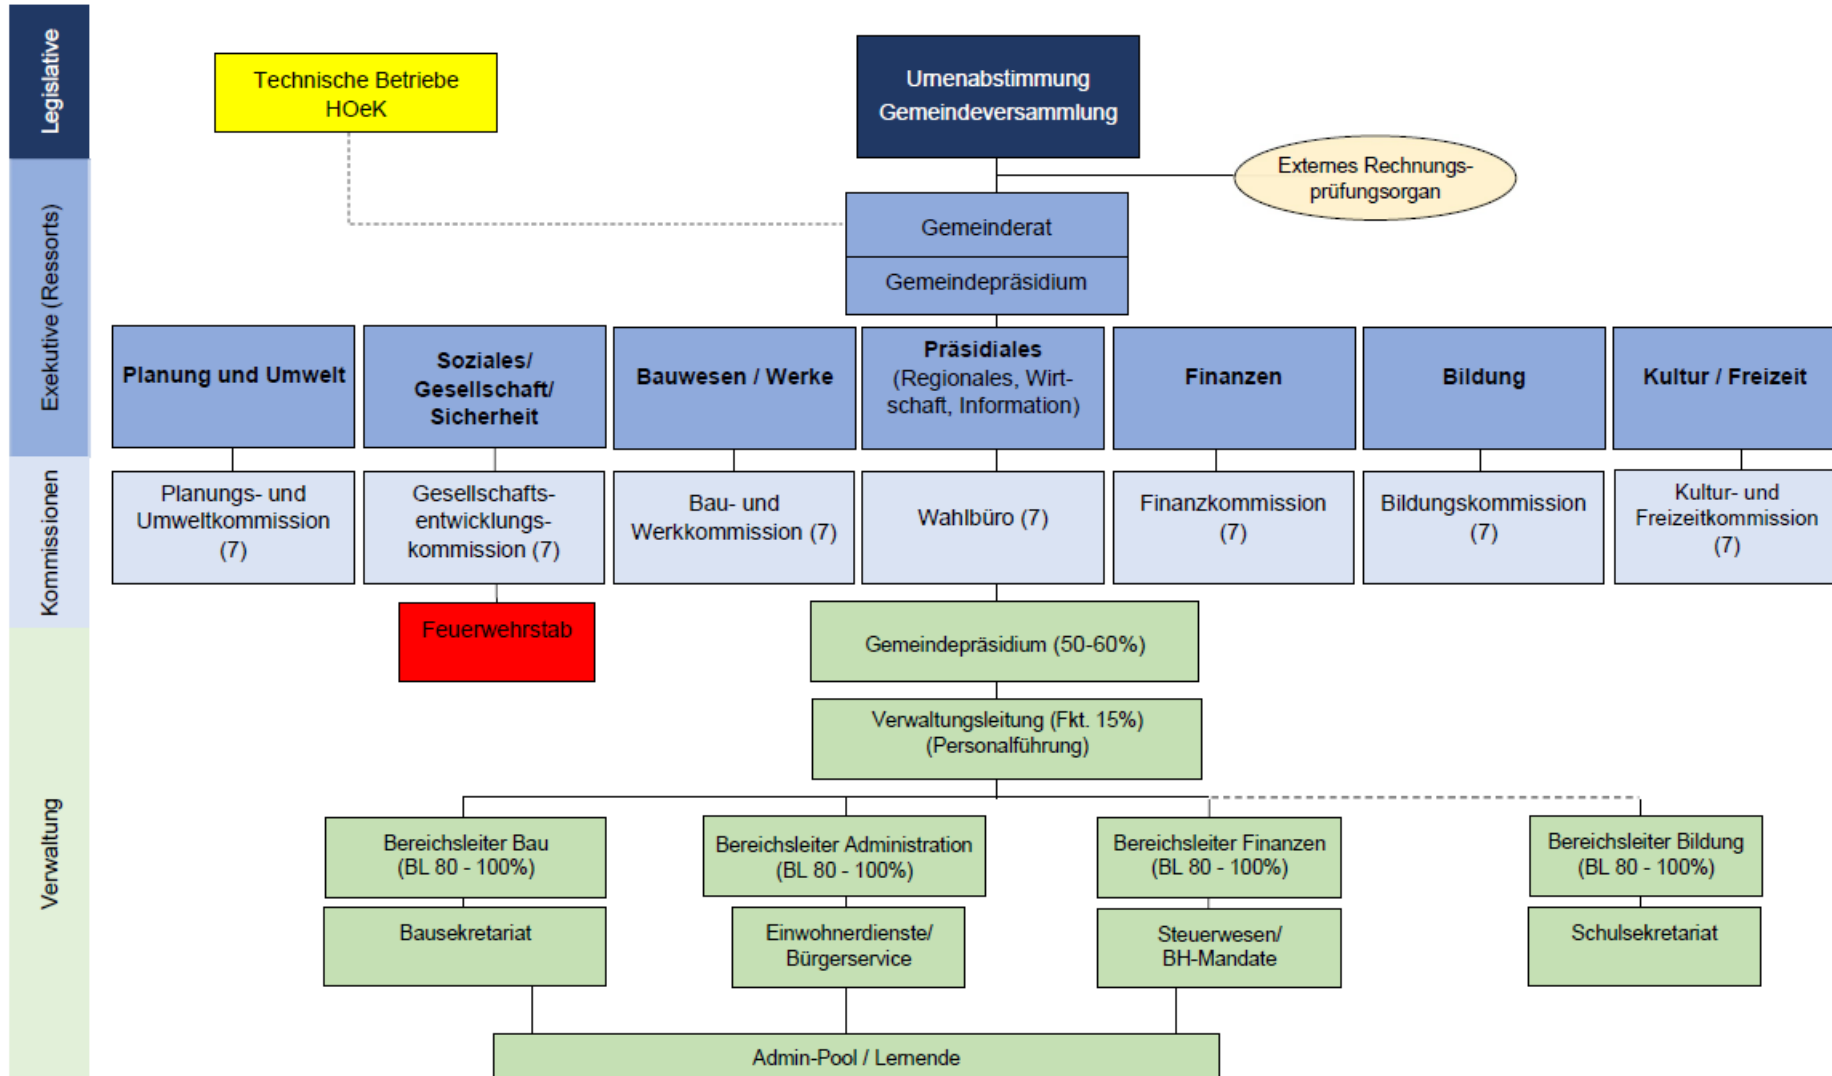 Legislative
Technische Betriebe
HOeK
Urnenabstimmung
Gemeindeversammlung
Externes Rechnungs-
prüfungsorgan
Exekutive (Ressorts)
Gemeinderat
Gemeindepräsidium
Planung und Umwelt
Soziales/
Gesellschaft/
Sicherheit
Bauwesen / Werke
Präsidiales
(Regionales, Wirt-
schaft, Information)
Finanzen
Bildung
Kultur / Freizeit
Kommissionen
Planungs- und
Umweltkommission
(7)
Gesellschafts-
entwicklungs-
kommission (7)
Bau- und
Werkkommission (7)
Wahlbüro (7)
Finanzkommission
(7)
Bildungskommission
(7)
Kultur- und
Freizeitkommission
(7)
Feuerwehrstab
Verwaltung
Gemeindepräsidium (50-60%)
Verwaltungsleitung (Fkt. 15%)
(Personalführung)
Bereichsleiter Bau
(BL 80 - 100%)
Bereichsleiter Administration
(BL 80 - 100%)
Bereichsleiter Finanzen
(BL 80 - 100%)
Bereichsleiter Bildung
(BL 80 - 100%)
Bausekretariat
Einwohnerdienste/
Bürgerservice
Steuerwesen/
BH-Mandate
Schulsekretariat
Admin-Pool / Lernende